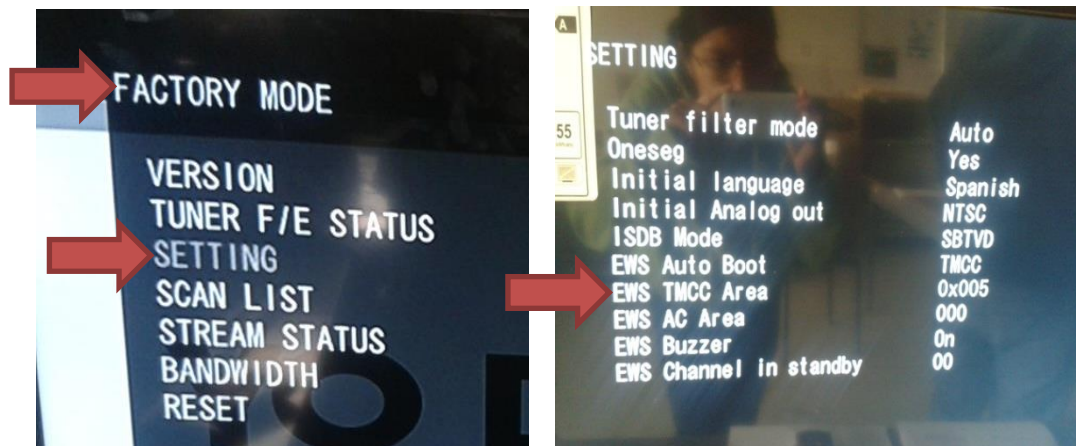 FACTORY MODE
VERSION
TUNER F/E STATUS
SETTING
SCAN LIST
STREAM STATUS
BANDWIDTH
RESET
A
55
SETTING
Tuner filter mode Auto
Oneseg Yes
Initial language Spanish
Initial Analog out NTSC
ISDB Mode SBTVD
EWS Auto Boot TMCC
EWS TMCC Area 0x005
EWS AC Area 000
EWS Buzzer On
EWS Channel in standby 00